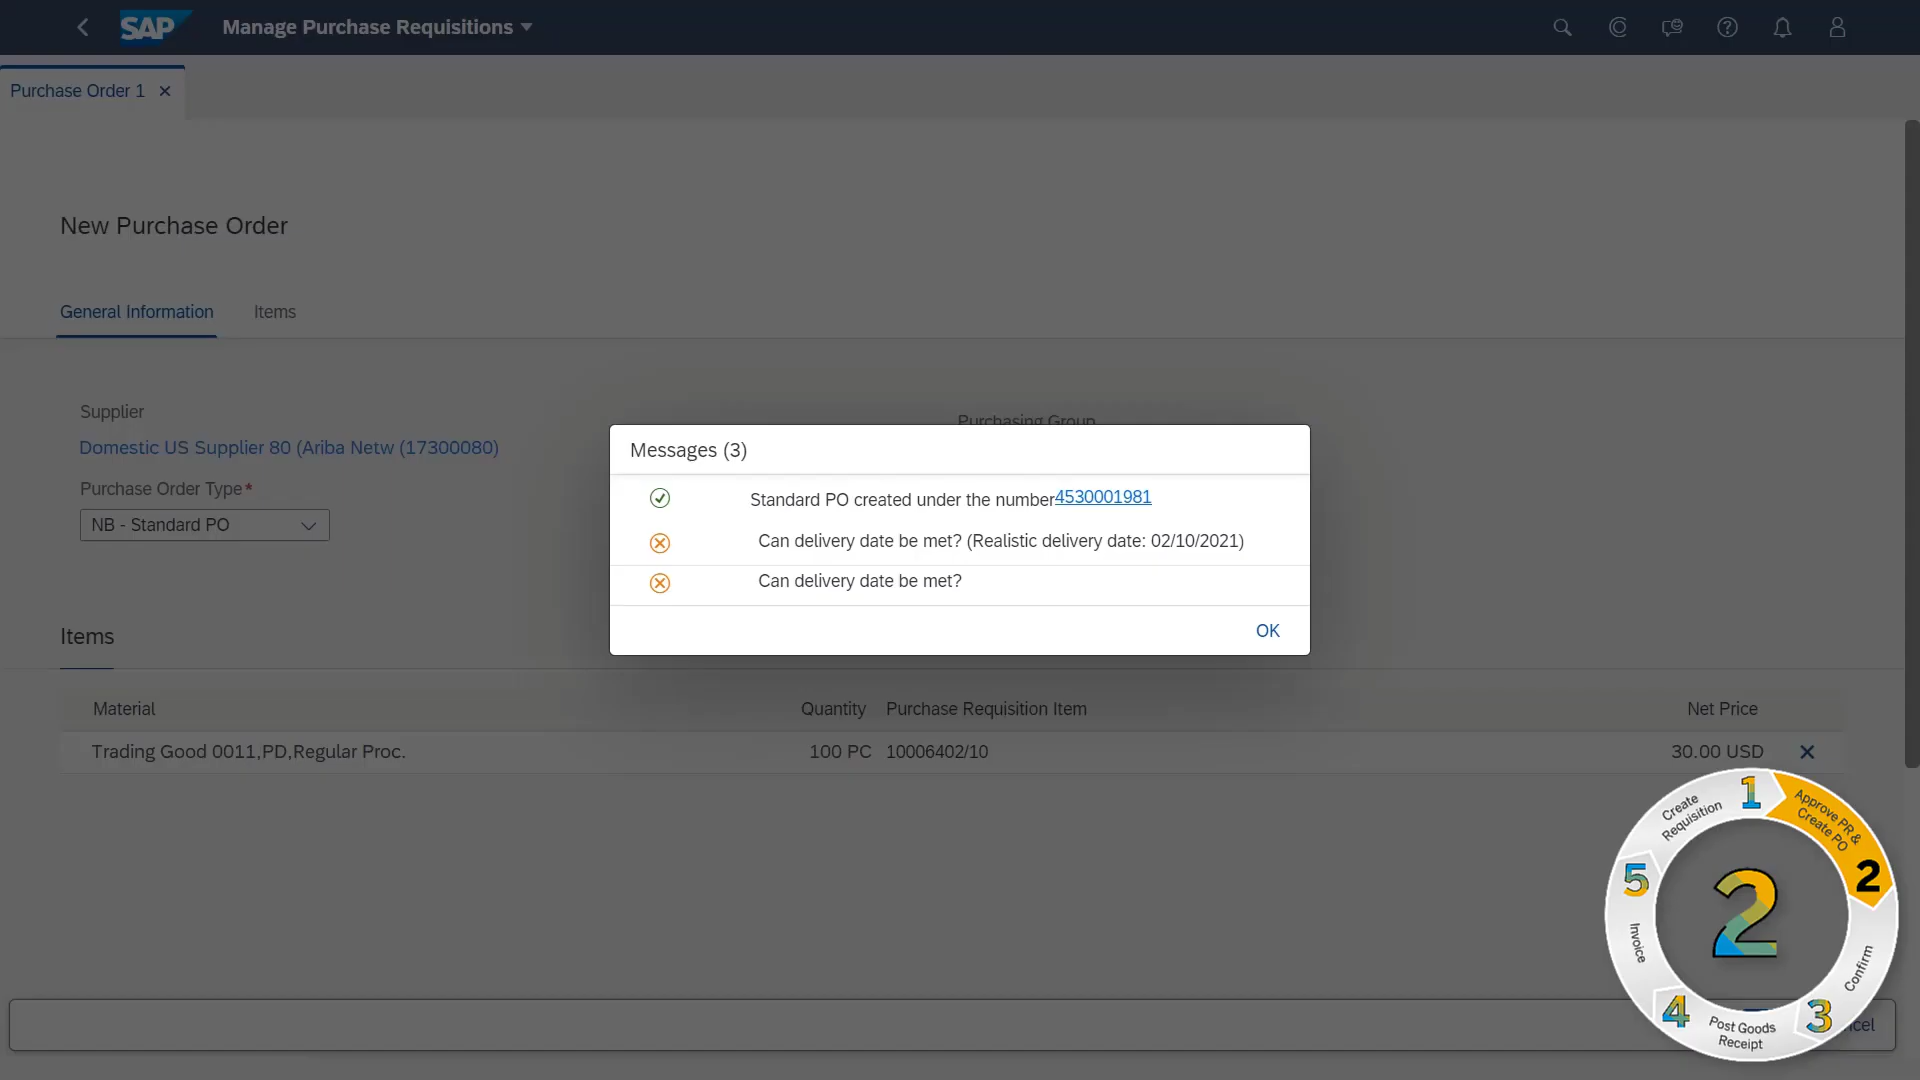 SAP
Manage Purchase Requisitions
Purchase Order 1
New Purchase Order
General Information
Items
Supplier
Purchasing Group
Domestic US Supplier 80 (Ariba Netw (17300080)
Purchase Order Type*
NB - Standard PO
Messages (3)
Standard PO created under the number4530001981
Can delivery date be met? (Realistic delivery date: 02/10/2021)
Can delivery date be met?
OK
Items
Material Quantity Purchase Requisition Item Net Price
Trading Good 0011,PD,Regular Proc. 100 PC 10006402/10 30.00 USD
1
Create
Requisition
Approve PR &
Create PO
2
2
Confirm
3
Post Goods
Receipt
4
Invoice
5